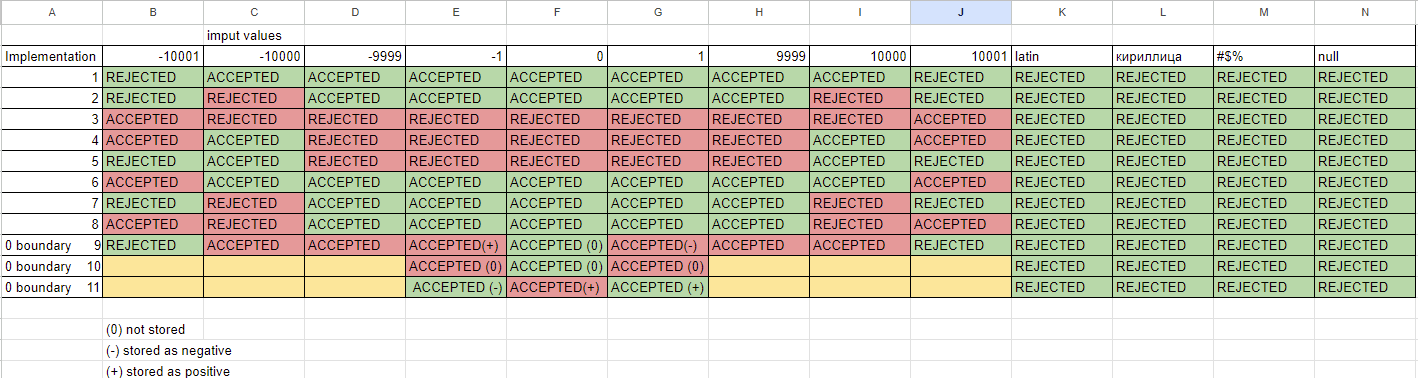 A B C D E F G H I J K L M N
imput values
Implementation -10001 -10000 -9999 -1 0 1 9999 10000 10001 latin кириллица #$% null
1 REJECTED ACCEPTED ACCEPTED ACCEPTED ACCEPTED ACCEPTED ACCEPTED ACCEPTED REJECTED REJECTED REJECTED REJECTED REJECTED
2 REJECTED REJECTED ACCEPTED ACCEPTED ACCEPTED ACCEPTED ACCEPTED REJECTED REJECTED REJECTED REJECTED REJECTED REJECTED
3 ACCEPTED REJECTED REJECTED REJECTED REJECTED REJECTED REJECTED REJECTED ACCEPTED REJECTED REJECTED REJECTED REJECTED
4 ACCEPTED ACCEPTED REJECTED REJECTED REJECTED REJECTED REJECTED ACCEPTED ACCEPTED REJECTED REJECTED REJECTED REJECTED
5 REJECTED ACCEPTED REJECTED REJECTED REJECTED REJECTED REJECTED ACCEPTED REJECTED REJECTED REJECTED REJECTED REJECTED
6 ACCEPTED ACCEPTED ACCEPTED ACCEPTED ACCEPTED ACCEPTED ACCEPTED ACCEPTED ACCEPTED REJECTED REJECTED REJECTED REJECTED
7 REJECTED REJECTED ACCEPTED ACCEPTED ACCEPTED ACCEPTED ACCEPTED REJECTED REJECTED REJECTED REJECTED REJECTED REJECTED
8 ACCEPTED REJECTED ACCEPTED ACCEPTED ACCEPTED ACCEPTED ACCEPTED REJECTED ACCEPTED REJECTED REJECTED REJECTED REJECTED
0 boundary 9 REJECTED ACCEPTED ACCEPTED ACCEPTED(+) ACCEPTED (0) ACCEPTED(-) ACCEPTED ACCEPTED REJECTED REJECTED REJECTED REJECTED REJECTED
0 boundary 10 ACCEPTED (0) ACCEPTED (0) ACCEPTED (0) REJECTED REJECTED REJECTED REJECTED
0 boundary 11 ACCEPTED (-) ACCEPTED(+) ACCEPTED (+) REJECTED REJECTED REJECTED REJECTED
(0) not stored
(-) stored as negative
(+) stored as positive